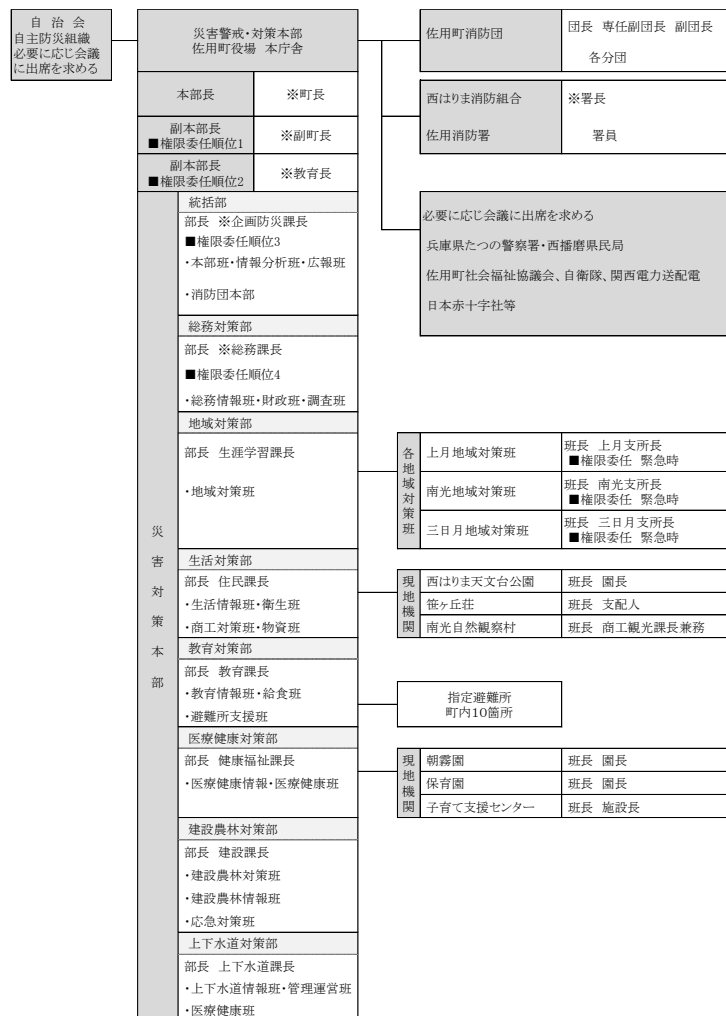 自 治 会
自主防災組織
必要に応じ会議
に出席を求める
災害警戒・対策本部
佐用町役場 本庁舎
佐用町消防団
団長 専任副団長 副団長
各分団
本部長
※町長
副本部長
■権限委任順位1
※副町長
副本部長
■権限委任順位2
※教育長
西はりま消防組合
佐用消防署
※署長
署員
必要に応じ会議に出席を求める
兵庫県たつの警察署・西播磨県民局
佐用町社会福祉協議会、自衛隊、関西電力送配電
日本赤十字社等
災害対策本部
統括部
部長 ※企画防災課長
■権限委任順位3
・本部班・情報分析班・広報班
・消防団本部
総務対策部
部長 ※総務課長
■権限委任順位4
・総務情報班・財政班・調査班
地域対策部
部長 生涯学習課長
・地域対策班
各地域対策班
上月地域対策班
班長 上月支所長
■権限委任 緊急時
南光地域対策班
班長 南光支所長
■権限委任 緊急時
三日月地域対策班
班長 三日月支所長
■権限委任 緊急時
生活対策部
部長 住民課長
・生活情報班・衛生班
・商工対策班・物資班
現地機関
西はりま天文台公園
班長 園長
笹ヶ丘荘
班長 支配人
南光自然観察村
班長 商工観光課長兼務
教育対策部
部長 教育課長
・教育情報班・給食班
・避難所支援班
指定避難所
町内10箇所
医療健康対策部
部長 健康福祉課長
・医療健康情報・医療健康班
現地機関
朝霧園
班長 園長
保育園
班長 園長
子育て支援センター
班長 施設長
建設農林対策部
部長 建設課長
・建設農林対策班
・建設農林情報班
・応急対策班
上下水道対策部
部長 上下水道課長
・上下水道情報班・管理運営班
・医療健康班